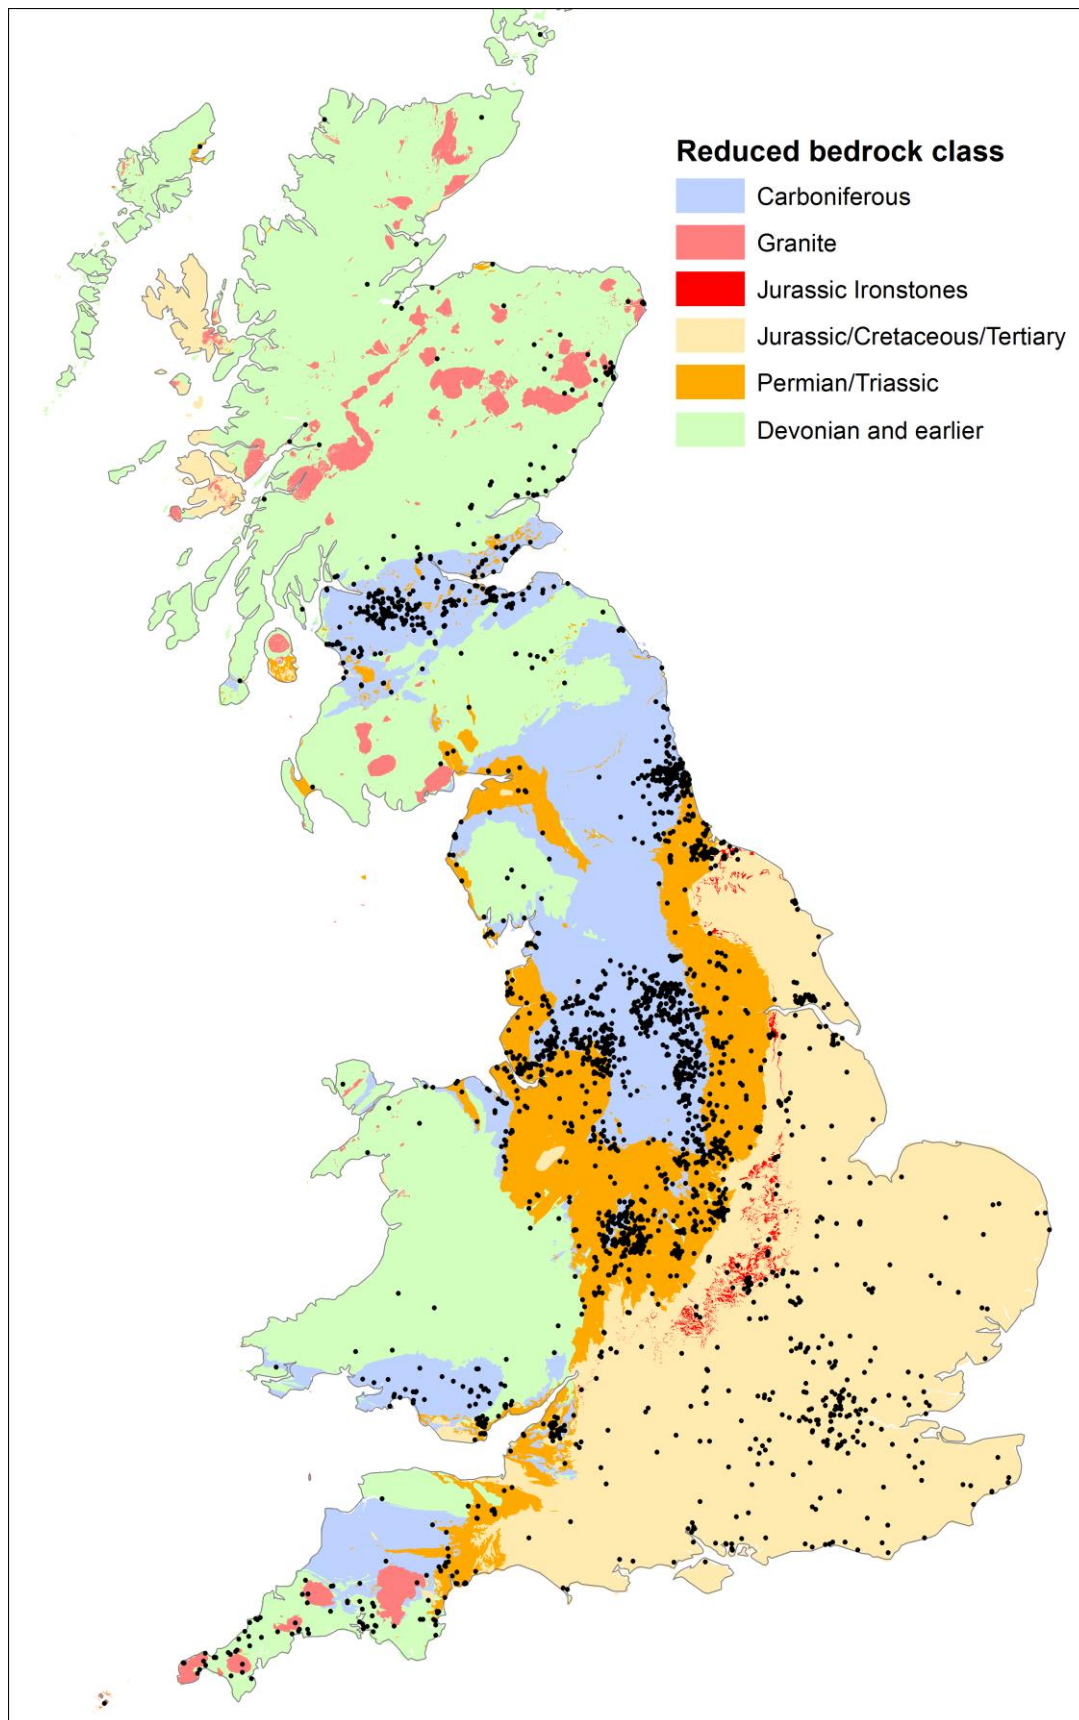 Reduced bedrock class
Carboniferous
Granite
Jurassic Ironstones
Jurassic/Cretaceous/Tertiary
Permian/Triassic
Devonian and earlier